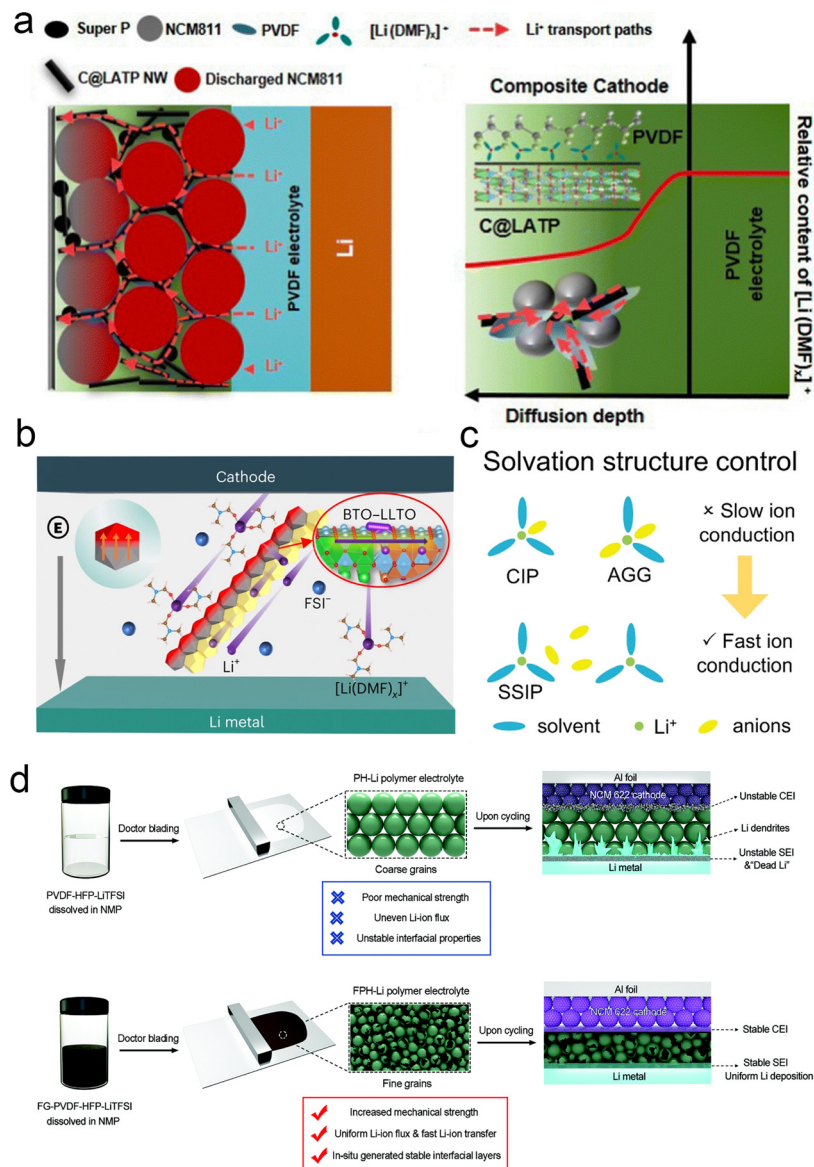 a
Super P NCM811 PVDF [Li(DMF)ₓ]⁺ Li⁺ transport paths
C@LATP NW Discharged NCM811
Li⁺
Li⁺
Li⁺
Li⁺
Li⁺
PVDF electrolyte
Li
Composite Cathode
PVDF
C@LATP
PVDF
electrolyte
Relative content of [Li(DMF)ₓ]⁺
Diffusion depth
b
Cathode
E
BTO–LLTO
FSI⁻
Li⁺
[Li(DMF)ₓ]⁺
Li metal
c
Solvation structure control
CIP
AGG
× Slow ion
conduction
SSIP
✓ Fast ion
conduction
solvent Li⁺ anions
d
PVDF-HFP-LiTFSI
dissolved in NMP
Doctor blading
PH-Li polymer electrolyte
Coarse grains
Upon cycling
Al foil
NCM 622 cathode
Li metal
Unstable CEI
Li dendrites
Unstable SEI
&"Dead Li"
Poor mechanical strength
Uneven Li-ion flux
Unstable interfacial properties
FG-PVDF-HFP-LiTFSI
dissolved in NMP
Doctor blading
FPH-Li polymer electrolyte
Fine grains
Upon cycling
Al foil
NCM 622 cathode
Li metal
Stable CEI
Stable SEI
Uniform Li deposition
Increased mechanical strength
Uniform Li-ion flux & fast Li-ion transfer
In-situ generated stable interfacial layers